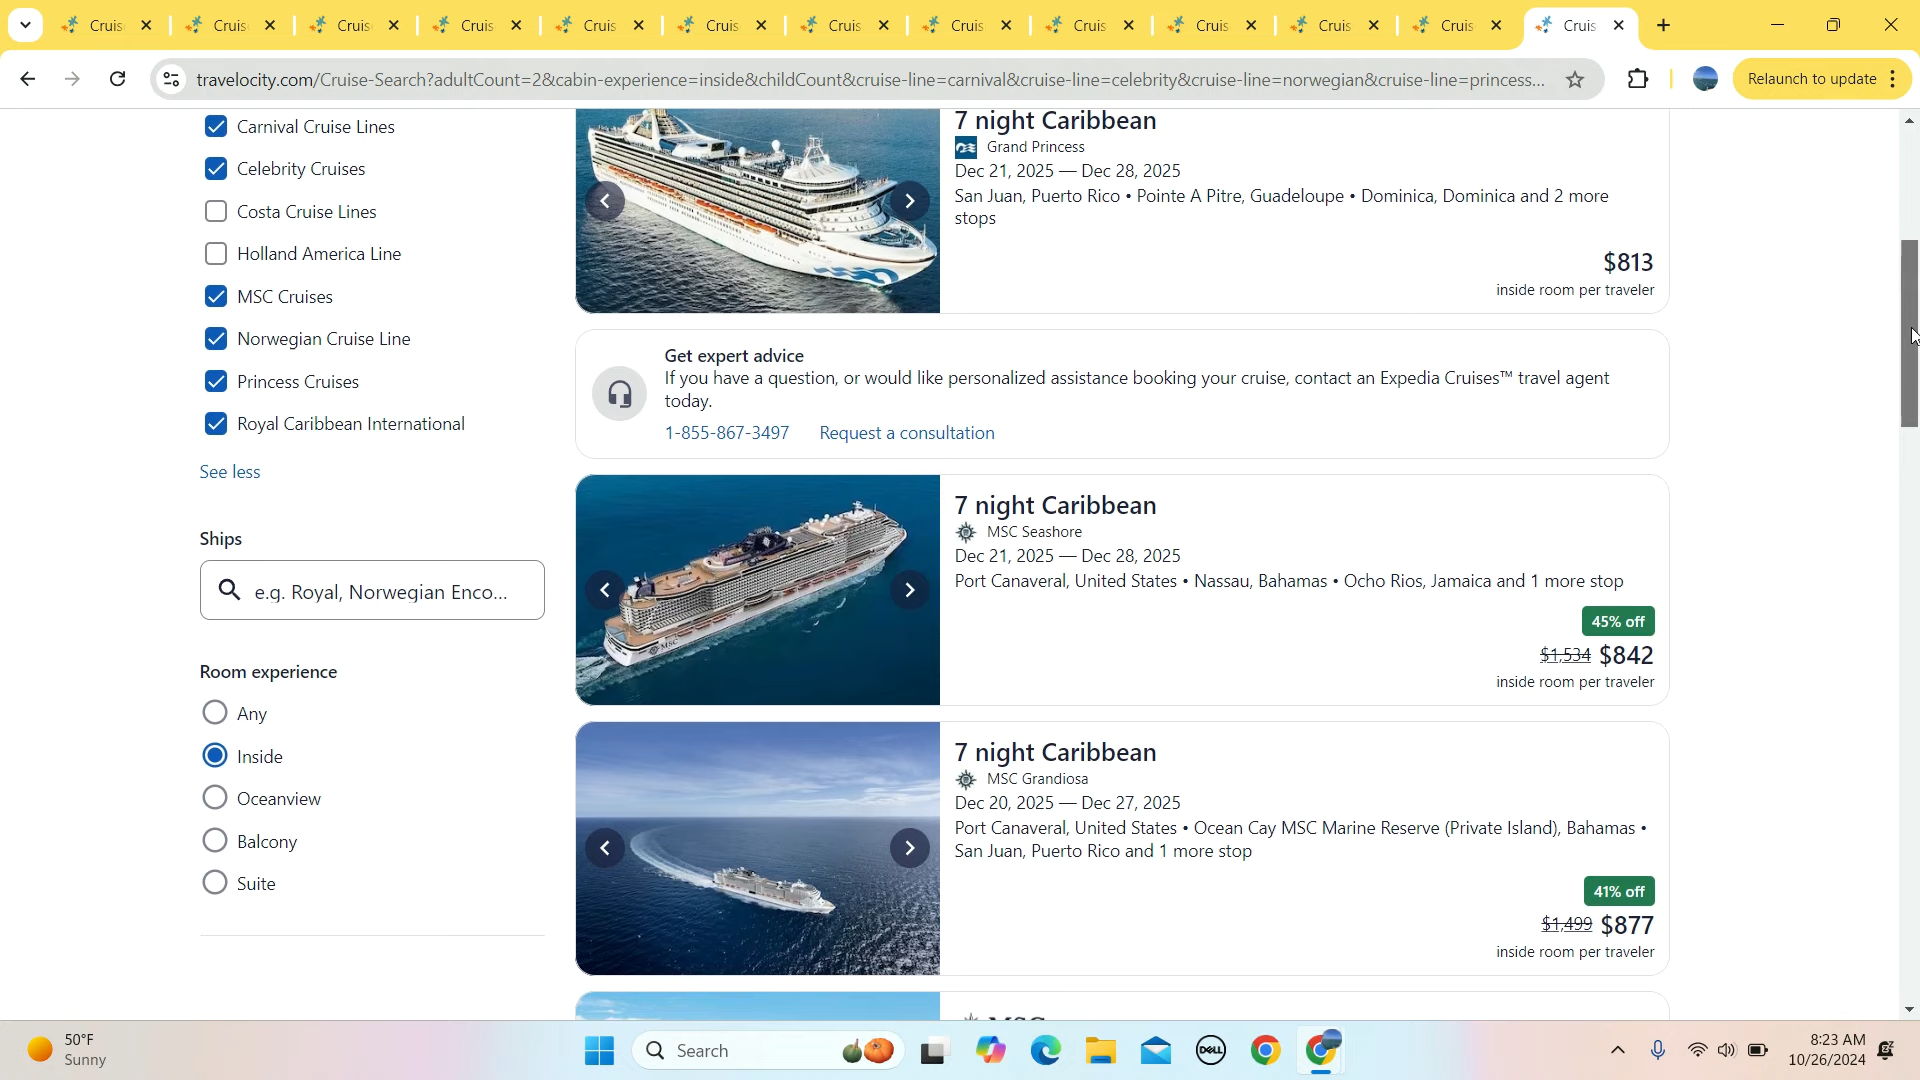 Cruis
Cruis
Cruis
Cruis
Cruis
Cruis
Cruis
Cruis
Cruis
Cruis
Cruis
Cruis
Cruis
travelocity.com/Cruise-Search?adultCount=2&cabin-experience=inside&childCount&cruise-line=carnival&cruise-line=celebrity&cruise-line=norwegian&cruise-line=princess...
Relaunch to update
Carnival Cruise Lines
Celebrity Cruises
Costa Cruise Lines
Holland America Line
MSC Cruises
Norwegian Cruise Line
Princess Cruises
Royal Caribbean International
See less
Ships
e.g. Royal, Norwegian Enco...
Room experience
Any
Inside
Oceanview
Balcony
Suite
7 night Caribbean
Grand Princess
Dec 21, 2025 — Dec 28, 2025
San Juan, Puerto Rico • Pointe A Pitre, Guadeloupe • Dominica, Dominica and 2 more
stops
$813
inside room per traveler
Get expert advice
If you have a question, or would like personalized assistance booking your cruise, contact an Expedia Cruises™ travel agent
today.
1-855-867-3497 Request a consultation
7 night Caribbean
MSC Seashore
Dec 21, 2025 — Dec 28, 2025
Port Canaveral, United States • Nassau, Bahamas • Ocho Rios, Jamaica and 1 more stop
45% off
$1,534 $842
inside room per traveler
MSC
7 night Caribbean
MSC Grandiosa
Dec 20, 2025 — Dec 27, 2025
Port Canaveral, United States • Ocean Cay MSC Marine Reserve (Private Island), Bahamas •
San Juan, Puerto Rico and 1 more stop
41% off
$1,499 $877
inside room per traveler
50°F
Sunny
Search
DELL
8:23 AM
10/26/2024